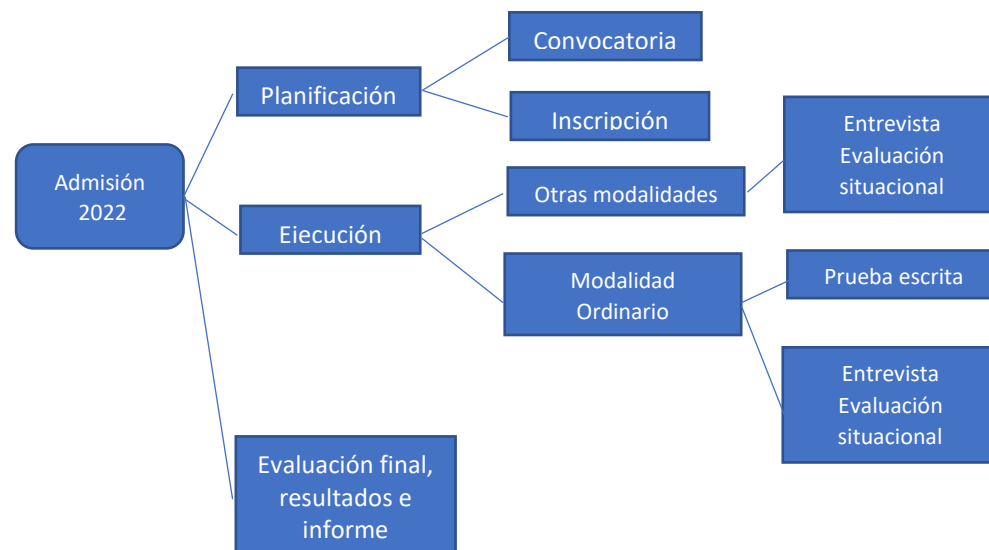 Convocatoria
Planificación
Inscripción
Entrevista
Evaluación
situacional
Admisión
2022
Otras modalidades
Ejecución
Modalidad
Ordinario
Prueba escrita
Entrevista
Evaluación
situacional
Evaluación final,
resultados e
informe